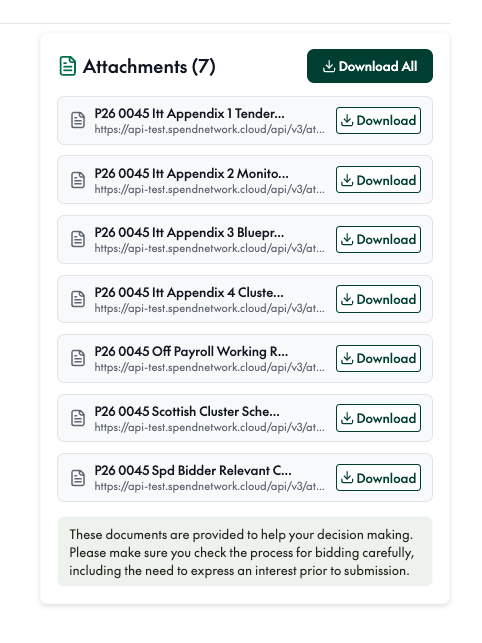 Attachments (7)
Download All
P26 0045 Itt Appendix 1 Tender...
https://api-test.spendnetwork.cloud/api/v3/at...
Download
P26 0045 Itt Appendix 2 Monito...
https://api-test.spendnetwork.cloud/api/v3/at...
Download
P26 0045 Itt Appendix 3 Bluepr...
https://api-test.spendnetwork.cloud/api/v3/at...
Download
P26 0045 Itt Appendix 4 Cluste...
https://api-test.spendnetwork.cloud/api/v3/at...
Download
P26 0045 Off Payroll Working R...
https://api-test.spendnetwork.cloud/api/v3/at...
Download
P26 0045 Scottish Cluster Sche...
https://api-test.spendnetwork.cloud/api/v3/at...
Download
P26 0045 Spd Bidder Relevant C...
https://api-test.spendnetwork.cloud/api/v3/at...
Download
These documents are provided to help your decision making.
Please make sure you check the process for bidding carefully,
including the need to express an interest prior to submission.